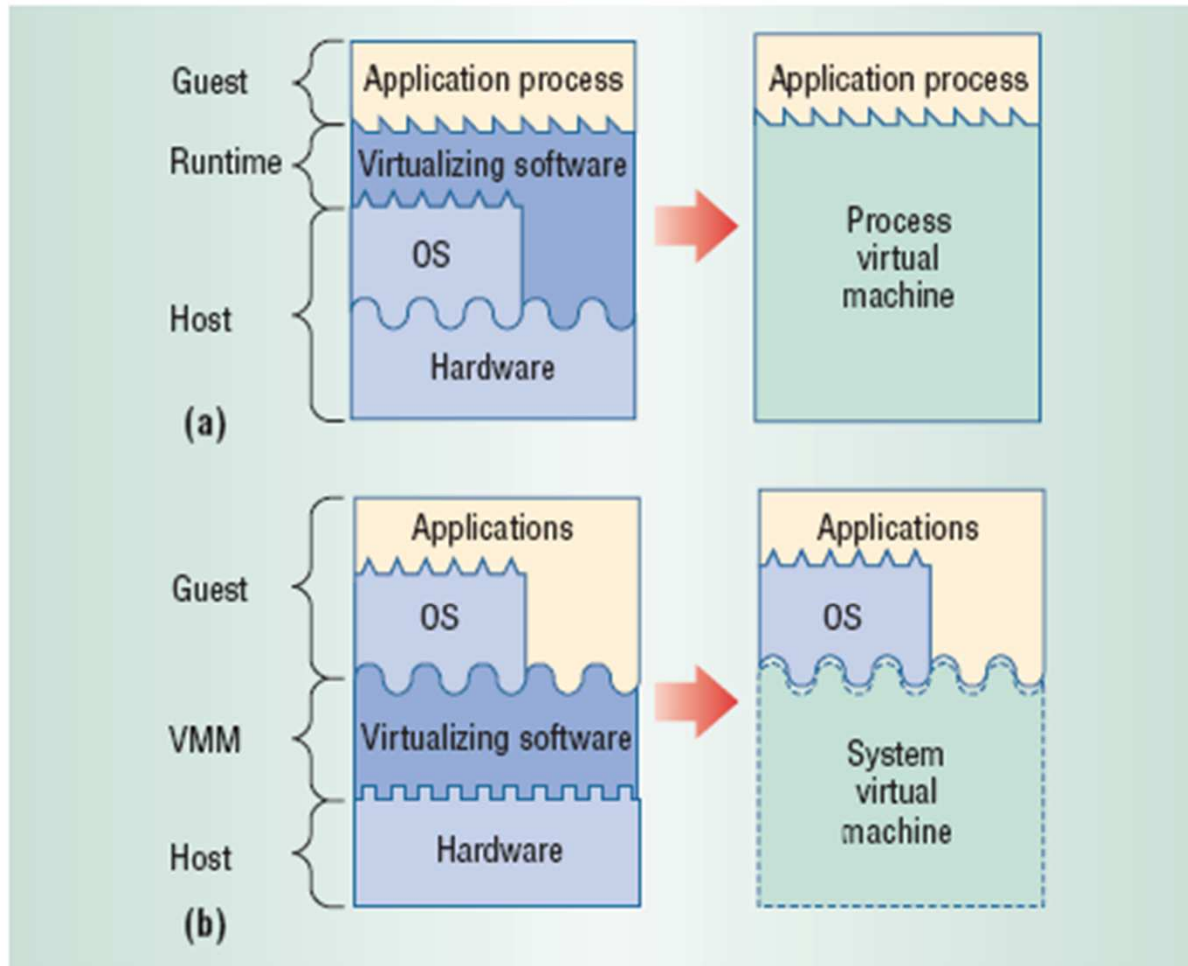 Guest
Application process
Runtime
Virtualizing software
OS
Host
Hardware
(a)
Application process
Process
virtual
machine
Guest
Applications
OS
VMM
Virtualizing software
Host
Hardware
(b)
Applications
OS
System
virtual
machine